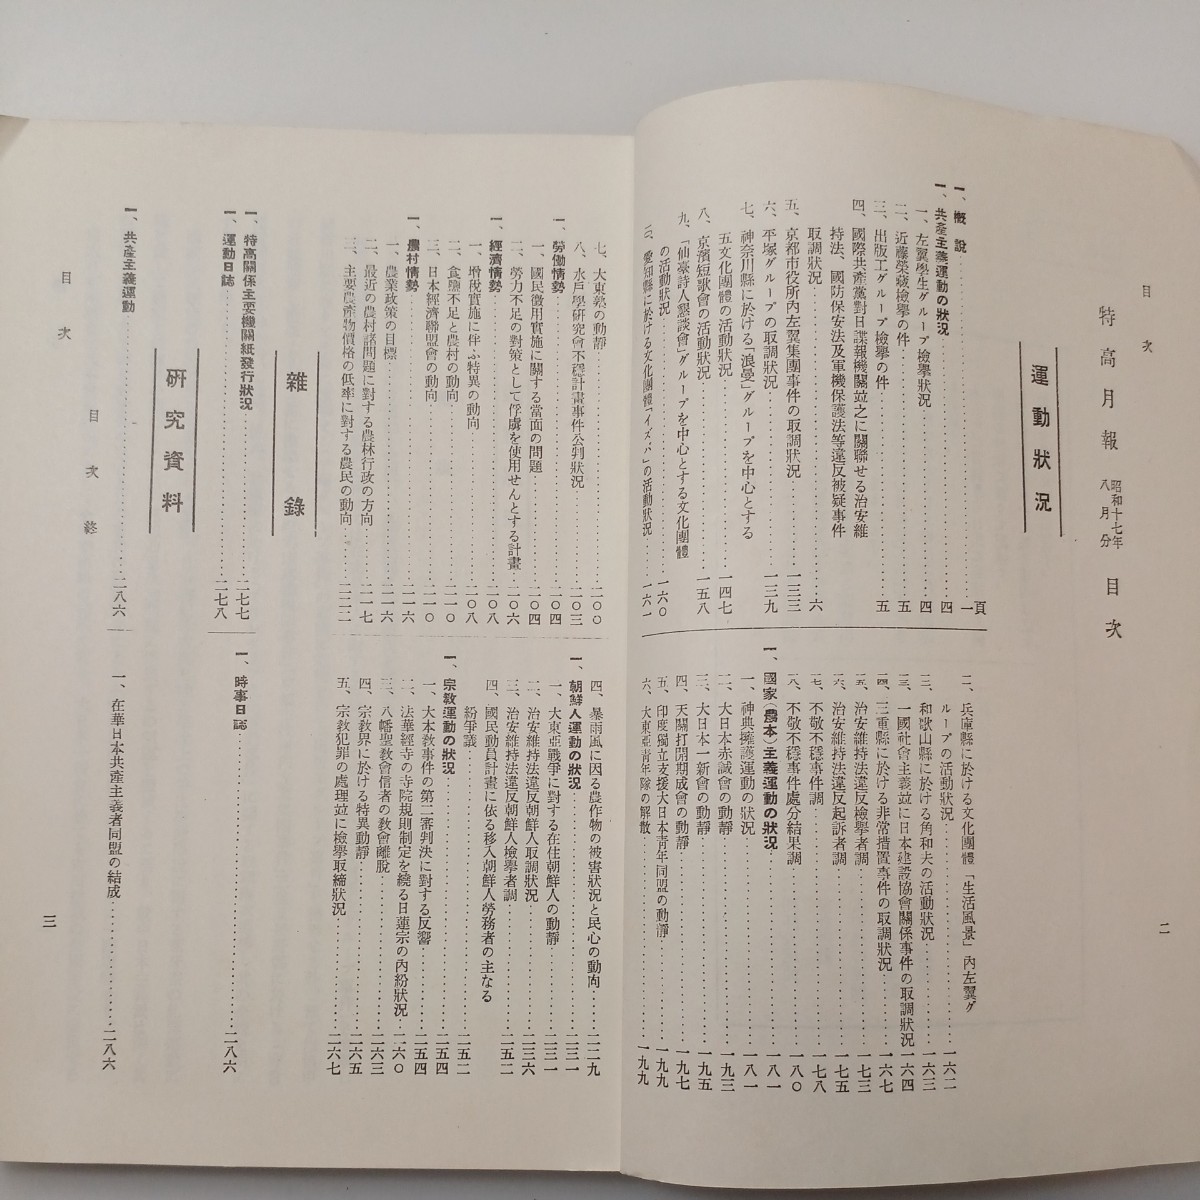 目次
特高月報 昭和十七年八月分 目次
運動狀況
一、概說…………一頁
一、共產主義運動の狀況…………四
一、左翼學生グループ檢擧狀況…………四
二、近藤榮藏檢擧の件…………五
三、出版工グループ檢擧の件…………五
四、國際共產黨對日諜報機關並之に關聯せる治安維
持法、國防保安法及軍機保護法等違反被疑事件
取調狀況…………六
五、京都市役所內左翼集團事件の取調狀況…………一三三
六、平塚グループの取調狀況…………一三九
七、神奈川縣に於ける「浪曼」グループを中心とする
五文化團體の活動狀況…………一四七
八、京濱短歌會の活動狀況…………一五八
九、「仙臺詩人懇談會」グループを中心とする文化團體
の活動狀況…………一六〇
愛知縣に於ける文化團體「イズバ」の活動狀況…………一六一
兵庫縣に於ける文化團體「生活風景」內左翼グ
ループの活動狀況…………一六二
和歌山縣に於ける角和夫の活動狀況…………一六三
一國社會主義並に日本建設協會關係事件の取調狀況 一六四
三重縣に於ける非常措置事件の取調狀況…………一六七
治安維持法違反檢擧者調…………一七三
治安維持法違反起訴者調…………一七五
不敬不穩事件調…………一七八
不敬不穩事件處分結果調…………一八〇
一、國家(農本)主義運動の狀況…………一八一
一、神典擁護運動の狀況…………一八一
二、大日本赤誠會の動靜…………一九三
三、大日本一新會の動靜…………一九五
四、天關打開期成會の動靜…………一九七
五、印度獨立支援大日本靑年同盟の動靜…………一九九
六、大東亞靑年隊の解散…………一九九
二
七、大東塾の動靜…………二〇〇
八、水戶學硏究會不穩計畫事件公判狀況…………二〇三
一、勞働情勢…………二〇四
一、國民徵用實施に關する當面の問題…………二〇四
二、勞力不足の對策として俘虜を使用せんとする計畫…………二〇六
一、經濟情勢…………二〇八
一、增稅實施に伴ふ特異の動向…………二〇八
二、食鹽不足と農村の動向…………二一〇
三、日本經濟聯盟會の動向…………二一〇
一、農村情勢…………二一六
一、農業政策の目標…………二一六
二、最近の農村諸問題に對する農林行政の方向…………二一七
三、主要農產物價格の低率に對する農民の動向…………二二二
四、暴雨風に因る農作物の被害狀況と民心の動向…………二二九
一、朝鮮人運動の狀況…………二三一
一、大東亞戰爭に對する在住朝鮮人の動靜…………二三一
二、治安維持法違反朝鮮人取調狀況…………二三六
三、治安維持法違反朝鮮人檢擧者調…………二五二
四、國民動員計畫に依る移入朝鮮人勞務者の主なる
紛爭議…………二五二
一、宗敎運動の狀況…………二五四
一、大本敎事件の第二審判決に對する反響…………二五四
二、法華經寺の寺院規則制定を繞る日蓮宗の內紛狀況…………二六〇
三、八幡聖敎會信者の敎會離脫…………二六三
四、宗敎界に於ける特異動靜…………二六五
五、宗敎犯罪の處理並に檢擧取締狀況…………二六七
雜錄
一、特高關係主要機關紙發行狀況…………二七七
一、運動日誌…………二七八
一、時事日誌…………二八六
硏究資料
一、共產主義運動…………二八六
一、在華日本共產主義者同盟の結成…………二八六
目次 目次終
三